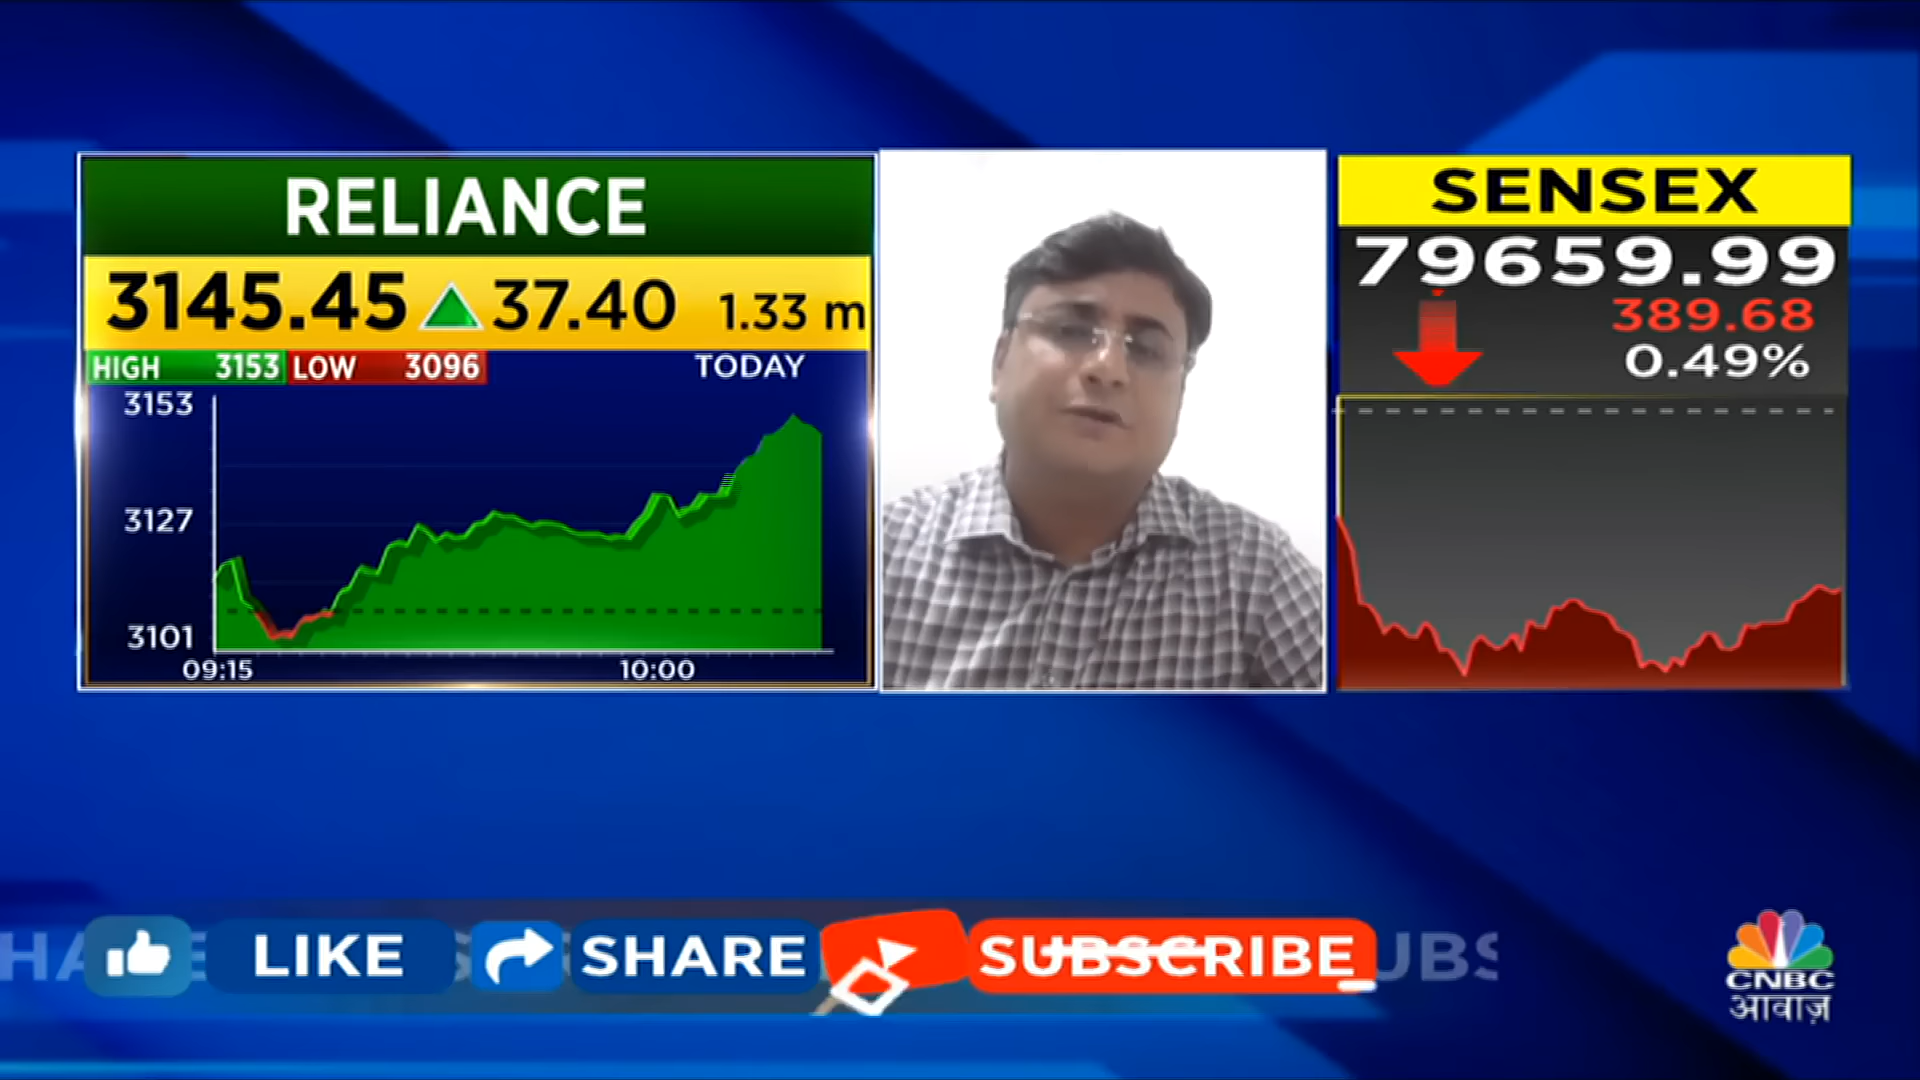 RELIANCE
3145.45 37.40 1.33 m
HIGH 3153 LOW 3096 TODAY
3153
3127
3101
09:15 10:00
SENSEX
79659.99
389.68
0.49%
LIKE SHARE SUBSCRIBE UBS
CNBC
आवाज़